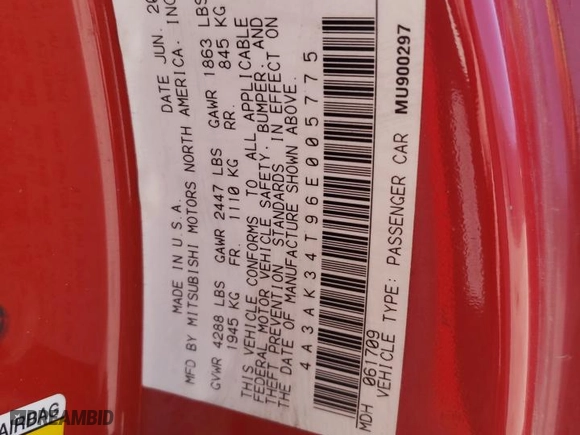 MADE IN U.S.A. DATE JUN.
MFD BY MITSUBISHI MOTORS NORTH AMERICA, INC
GVWR 4288 LBS GAWR 2447 LBS GAWR 1863 LBS
1945 KG FR. 1110 KG RR. 845 KG
THIS VEHICLE CONFORMS TO ALL APPLICABLE
FEDERAL MOTOR VEHICLE SAFETY, BUMPER, AND
THEFT PREVENTION STANDARDS IN EFFECT ON
THE DATE OF MANUFACTURE SHOWN ABOVE.
4A3AK34T96E005775
MDH 061709
VEHICLE TYPE: PASSENGER CAR MU900297
AIRBAG
DREAMBID